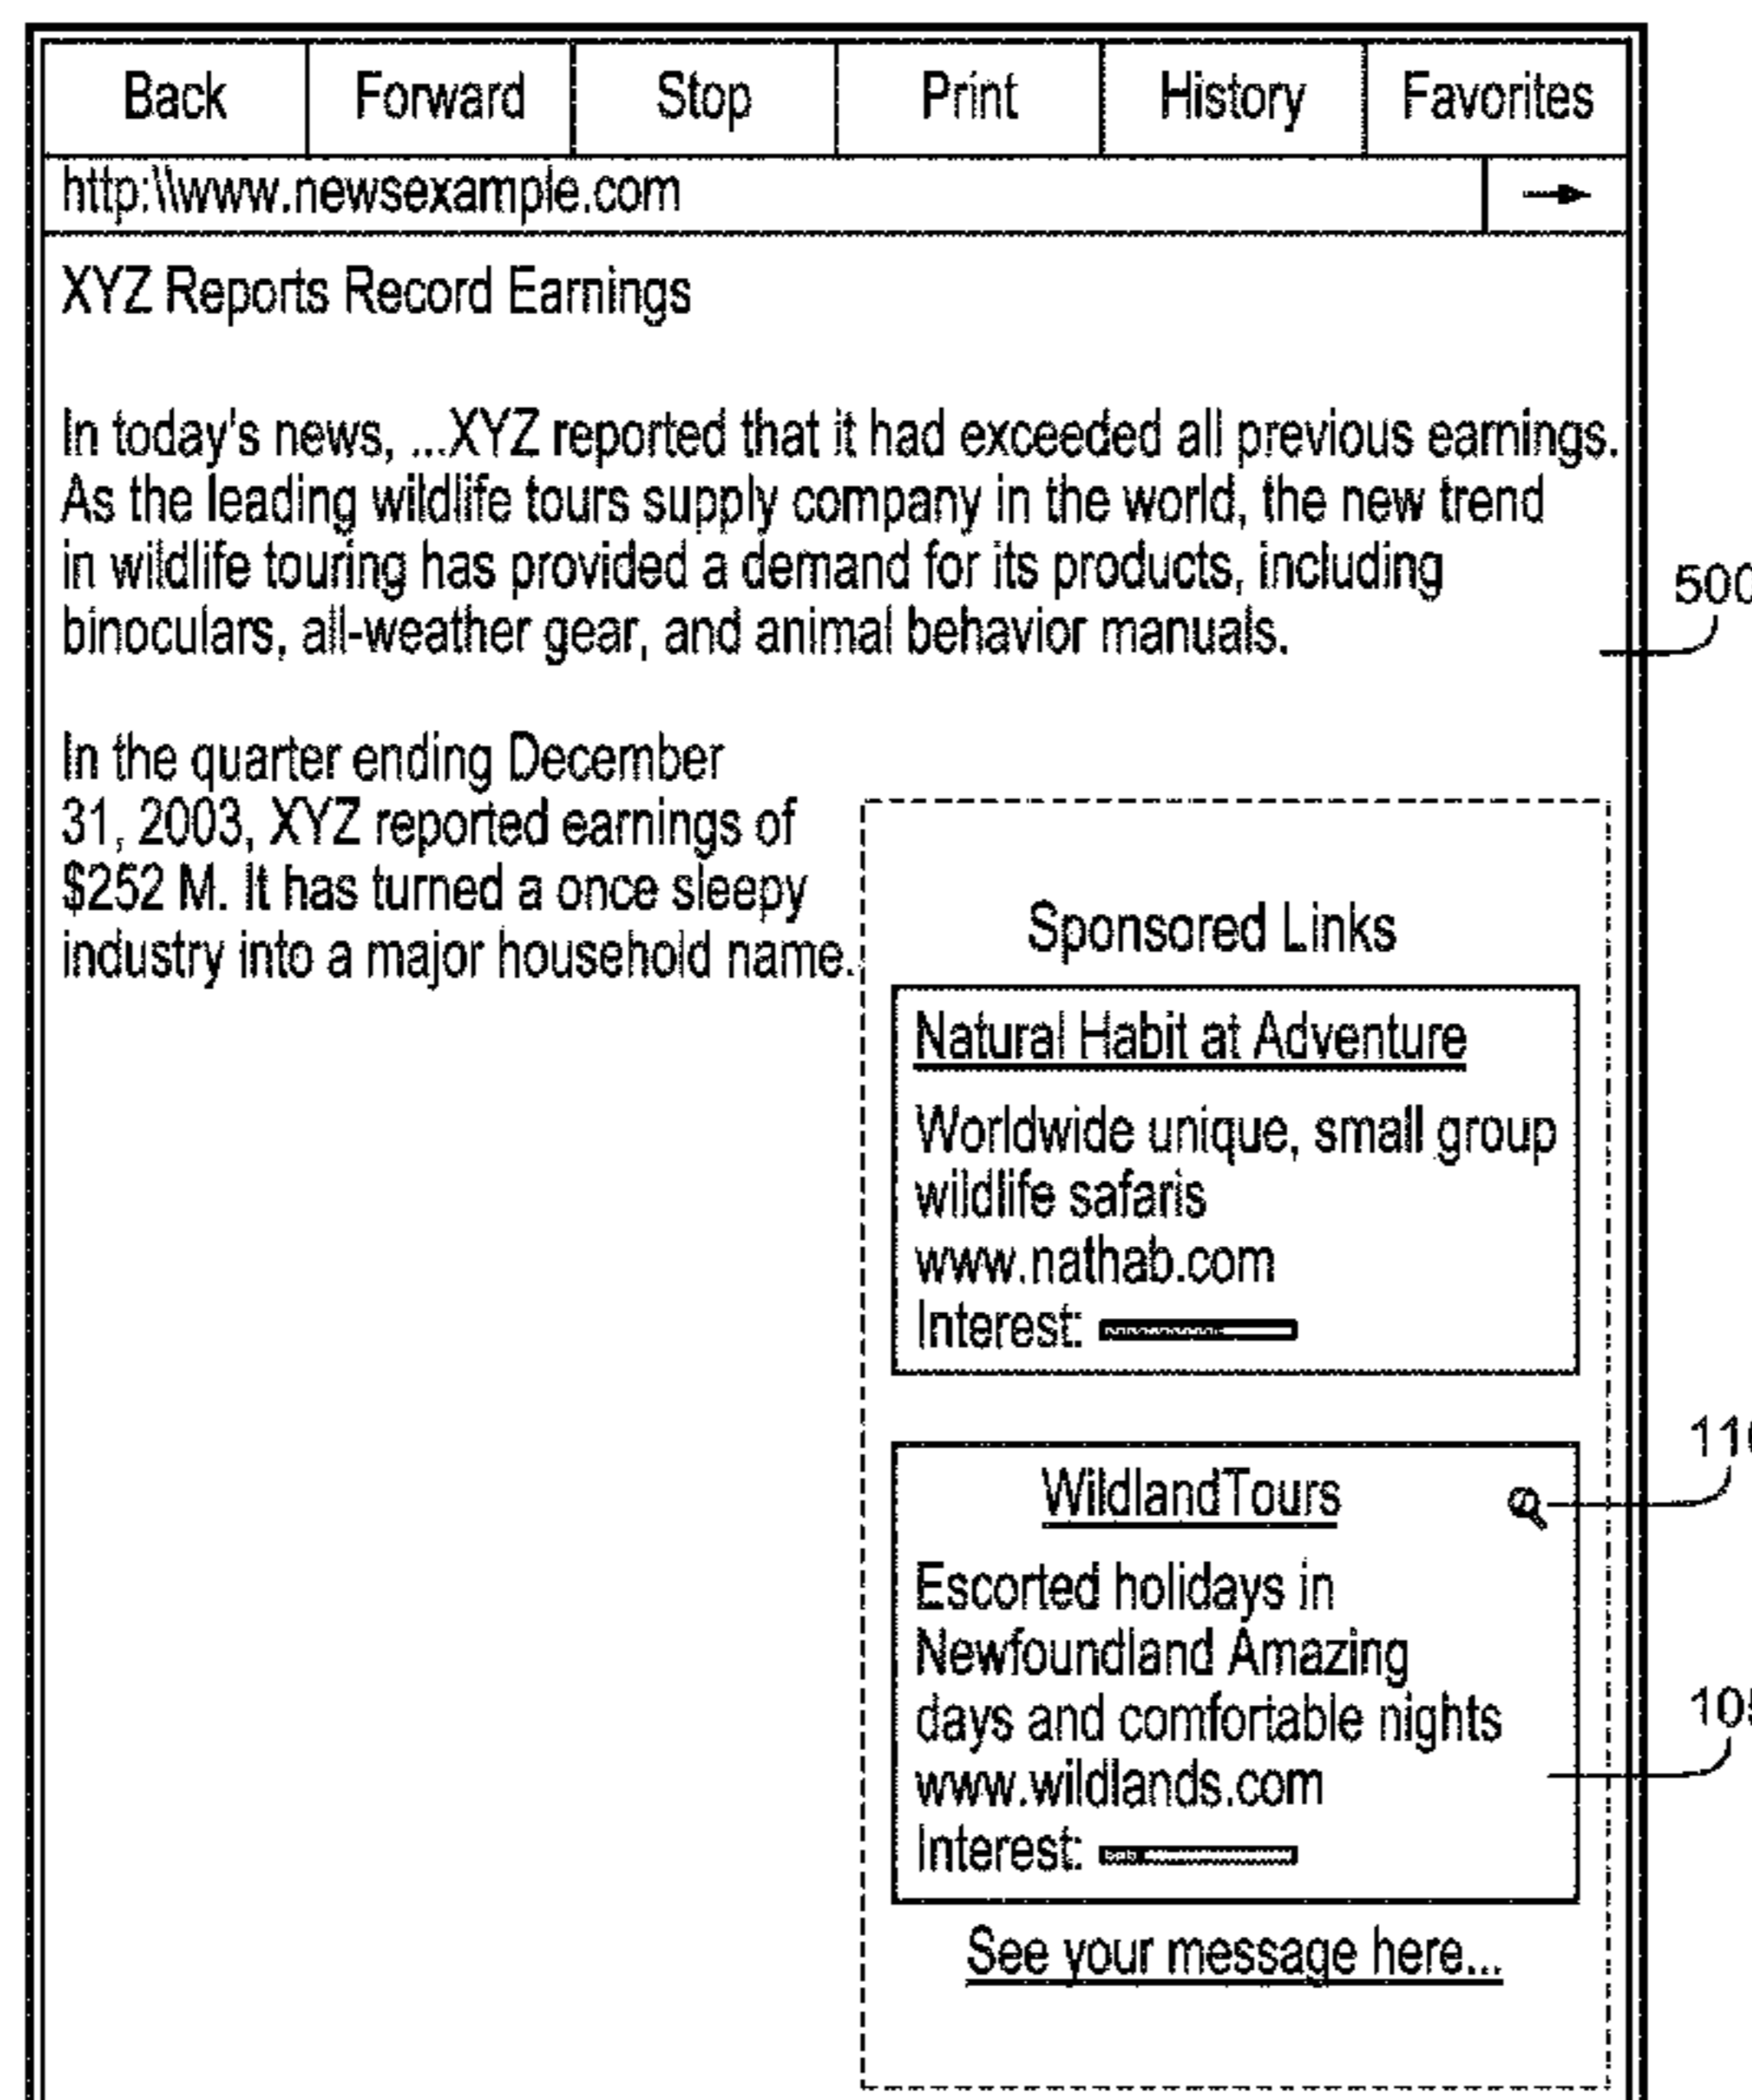 Back Forward Stop Print History Favorites
http:\\www.newsexample.com
XYZ Reports Record Earnings
In today's news, ...XYZ reported that it had exceeded all previous earnings.
As the leading wildlife tours supply company in the world, the new trend
in wildlife touring has provided a demand for its products, including
binoculars, all-weather gear, and animal behavior manuals.
500
In the quarter ending December
31, 2003, XYZ reported earnings of
$252 M. It has turned a once sleepy
industry into a major household name.
Sponsored Links
Natural Habit at Adventure
Worldwide unique, small group
wildlife safaris
www.nathab.com
Interest:
WildlandTours
Escorted holidays in
Newfoundland Amazing
days and comfortable nights
www.wildlands.com
Interest:
See your message here...
110
105